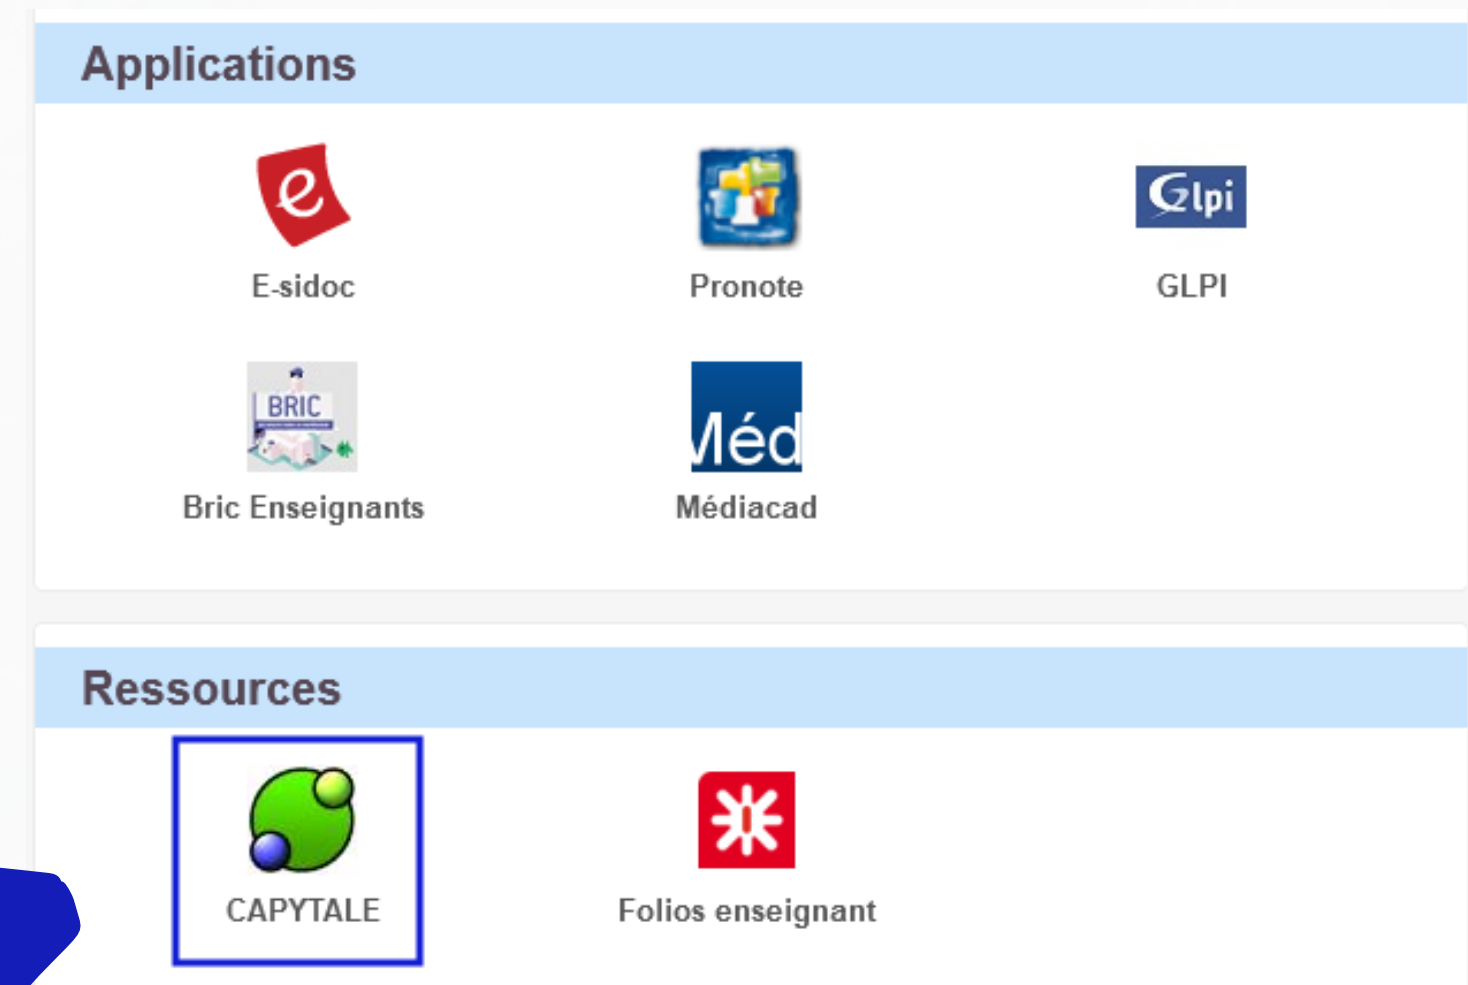 Applications
e
Glpi
E-sidoc
Pronote
GLPI
BRIC
Méd
Bric Enseignants
Médiacad
Ressources
CAPYTALE
Folios enseignant